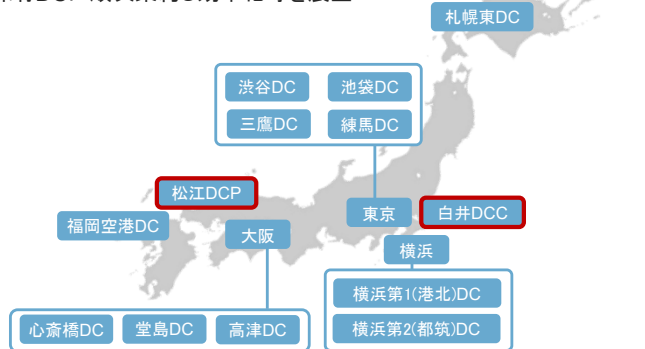 札幌東DC
渋谷DC
池袋DC
三鷹DC
練馬DC
松江DCP
東京
白井DCC
福岡空港DC
大阪
横浜
横浜第1(港北)DC
横浜第2(都筑)DC
心斎橋DC
堂島DC
高津DC